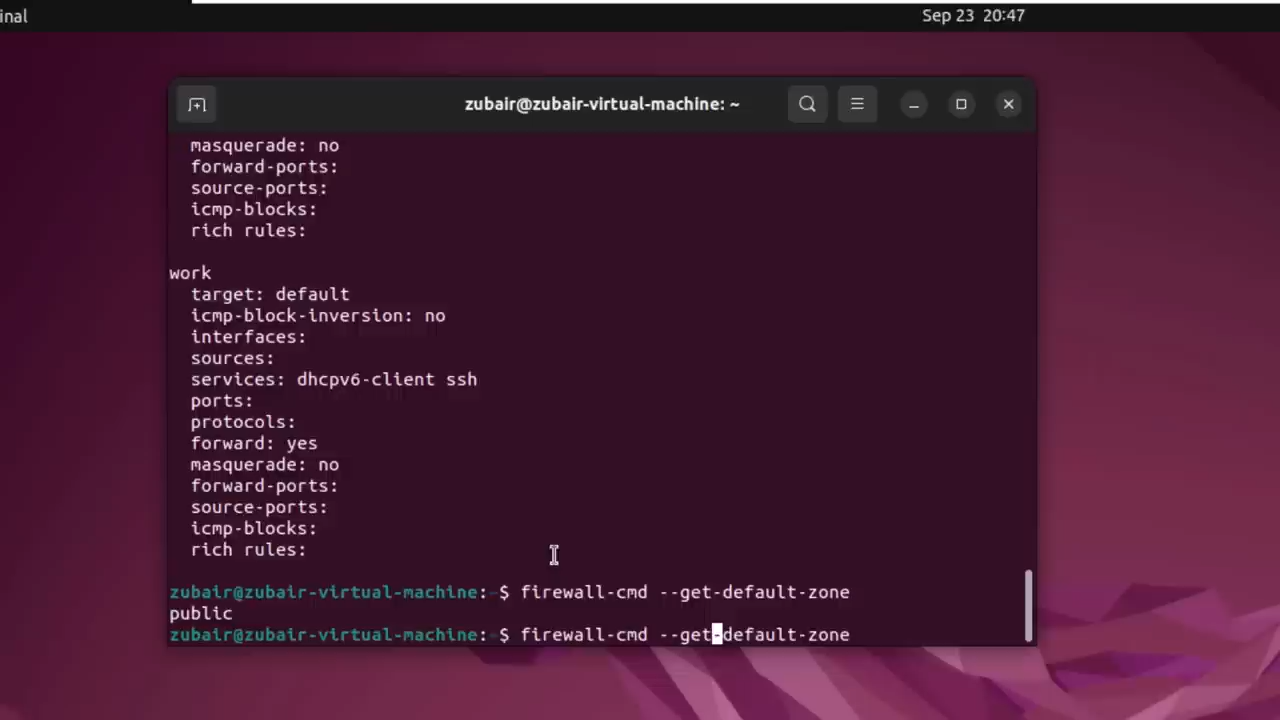 inal
Sep 23 20:47
zubair@zubair-virtual-machine: ~
masquerade: no
forward-ports:
source-ports:
icmp-blocks:
rich rules:
work
target: default
icmp-block-inversion: no
interfaces:
sources:
services: dhcpv6-client ssh
ports:
protocols:
forward: yes
masquerade: no
forward-ports:
source-ports:
icmp-blocks:
rich rules:
zubair@zubair-virtual-machine:~$ firewall-cmd --get-default-zone
public
zubair@zubair-virtual-machine:~$ firewall-cmd --get-default-zone